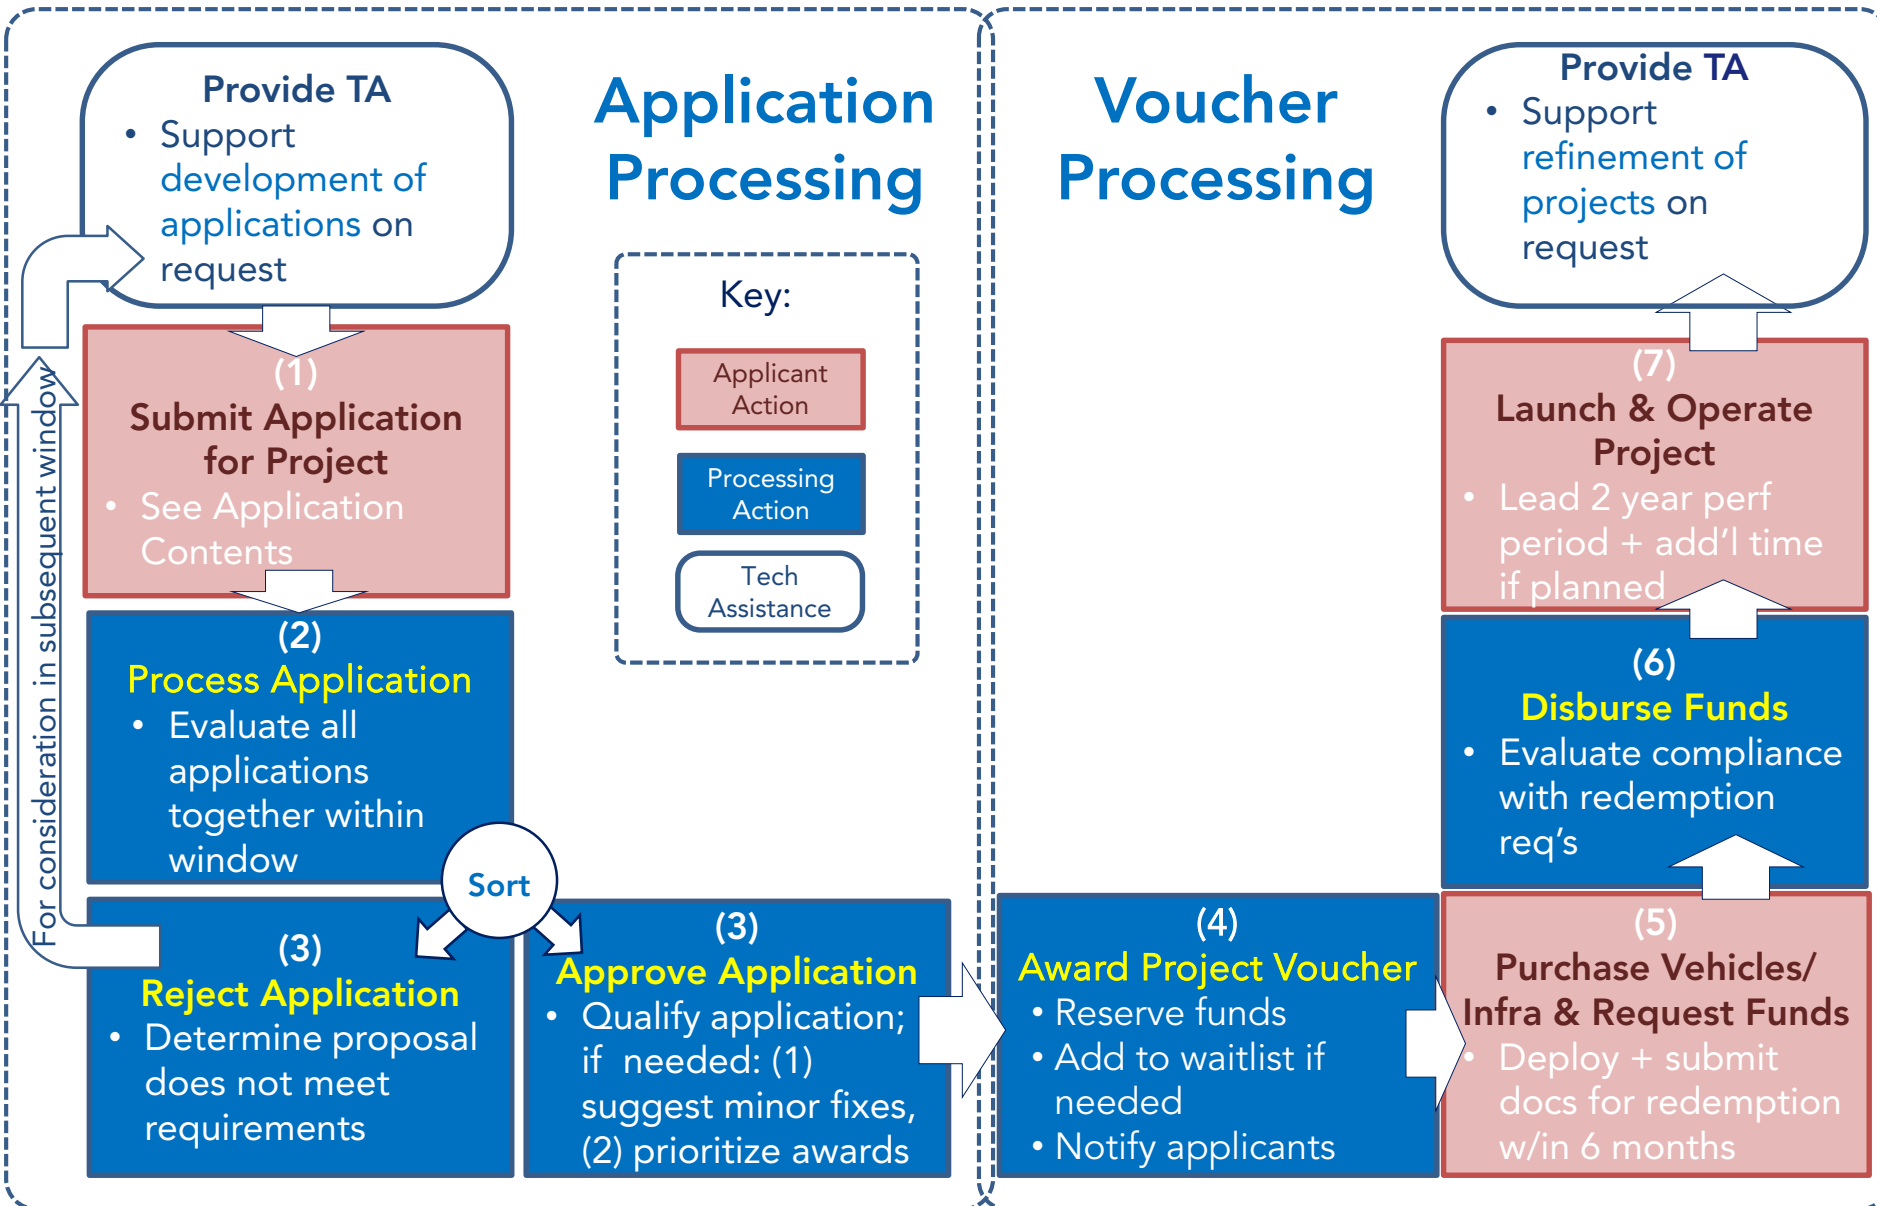 Provide TA
• Support
development of
applications on
request
Application
Processing
Key:
Applicant
Action
Processing
Action
Tech
Assistance
For consideration in subsequent window
(1)
Submit Application
for Project
• See Application
Contents
(2)
Process Application
• Evaluate all
applications
together within
window
Sort
(3)
Reject Application
• Determine proposal
does not meet
requirements
(3)
Approve Application
• Qualify application;
if needed: (1)
suggest minor fixes,
(2) prioritize awards
Voucher
Processing
(4)
Award Project Voucher
• Reserve funds
• Add to waitlist if
needed
• Notify applicants
(5)
Purchase Vehicles/
Infra & Request Funds
• Deploy + submit
docs for redemption
w/in 6 months
(6)
Disburse Funds
• Evaluate compliance
with redemption
req's
(7)
Launch & Operate
Project
• Lead 2 year perf
period + add'l time
if planned
Provide TA
• Support
refinement of
projects on
request